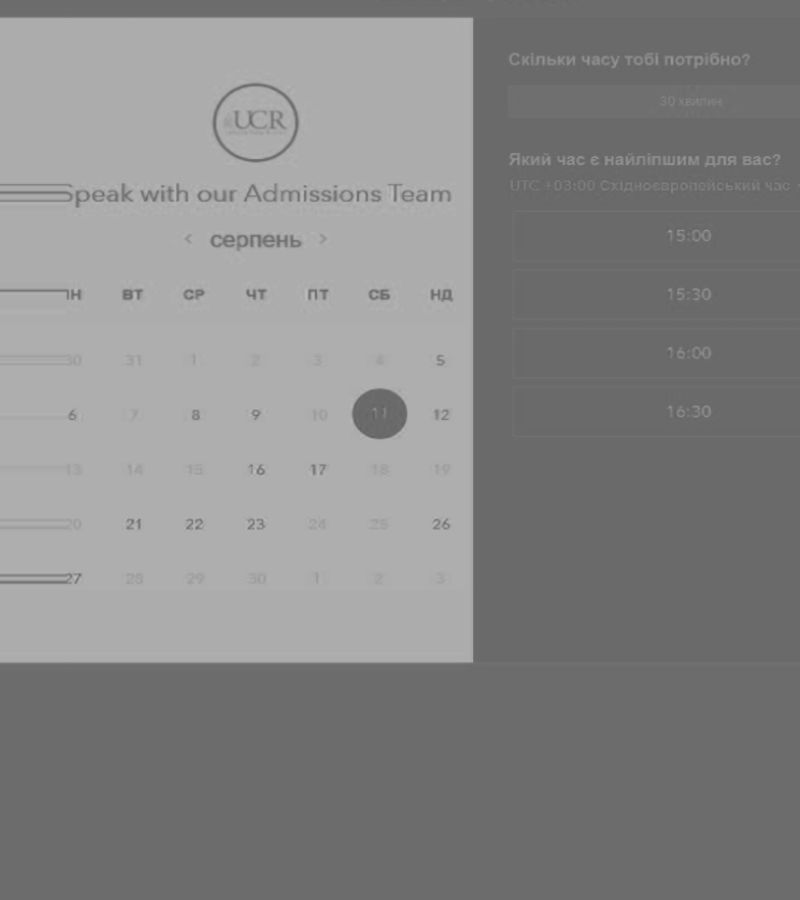 UCR
Speak with our Admissions Team
< серпень >
ПН ВТ СР ЧТ ПТ СБ НД
30 31 1 2 3 4 5
6 7 8 9 10 11 12
13 14 15 16 17 18 19
20 21 22 23 24 25 26
27 28 29 30 1 2 3
Скільки часу тобі потрібно?
30 хвилин
Який час є найліпшим для вас?
UTC +03:00 Східноєвропейський час
15:00
15:30
16:00
16:30